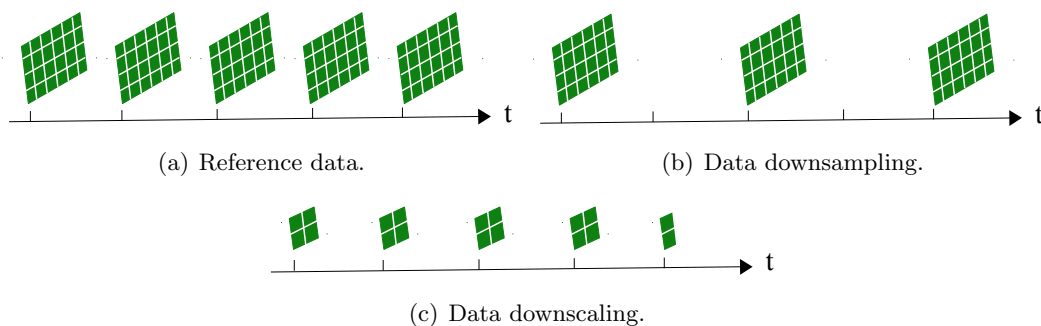 t
t
(a) Reference data.
(b) Data downsampling.
t
(c) Data downscaling.